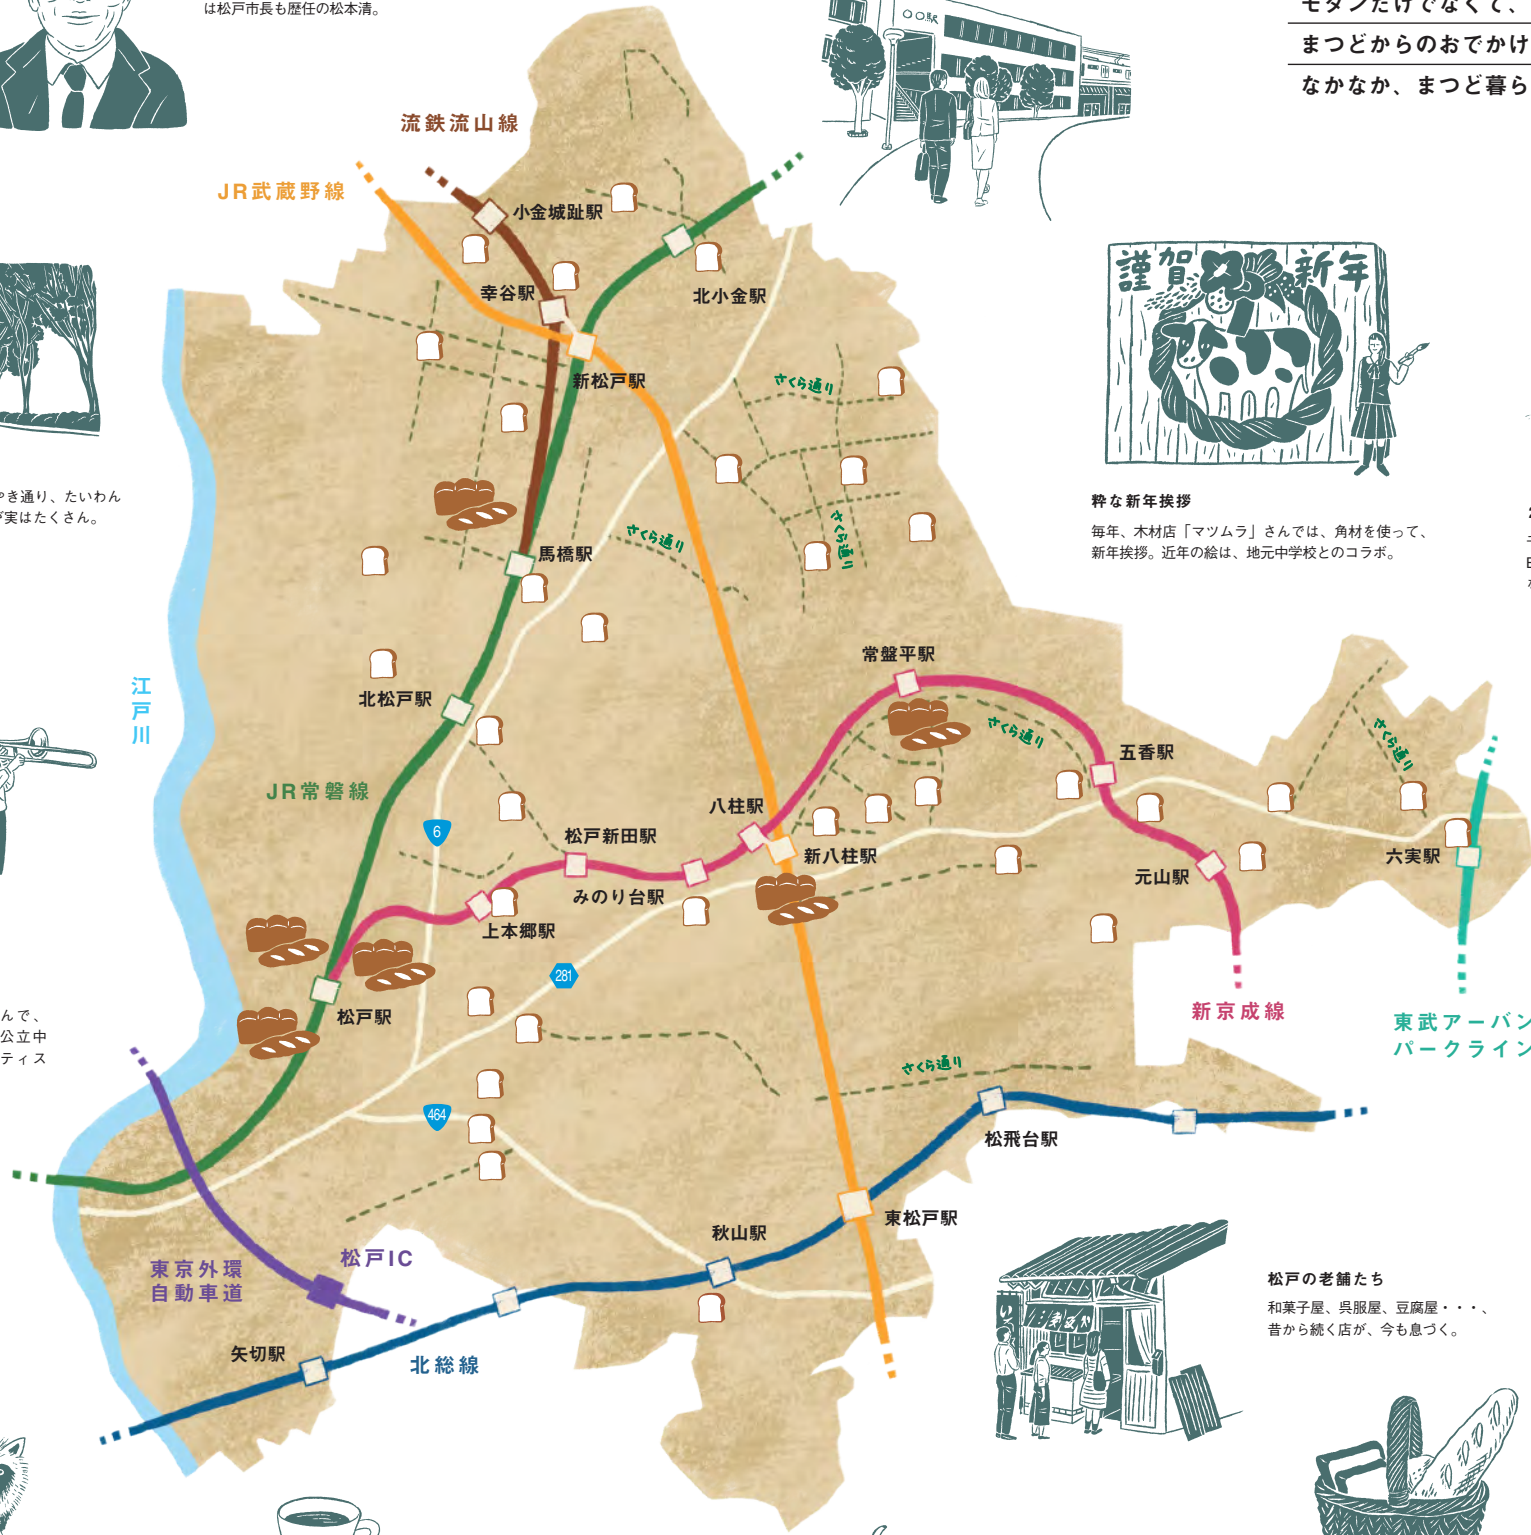 は松戸市長も歴任の松本清。
○○駅
モダンだけでなくて、
まつどからのおでかけ
なかなか、まつど暮ら
流鉄流山線
JR武蔵野線
小金城趾駅
幸谷駅
北小金駅
新松戸駅
さくら通り
謹賀新年
やき通り、たいわん
実はたくさん。
粋な新年挨拶
毎年、木材店「マツムラ」さんでは、角材を使って、
新年挨拶。近年の絵は、地元中学校とのコラボ。
さくら通り
さくら通り
馬橋駅
江戸川
北松戸駅
常盤平駅
さくら通り
さくら通り
五香駅
JR常磐線
6
八柱駅
松戸新田駅
新八柱駅
みのり台駅
元山駅
六実駅
上本郷駅
281
松戸駅
新京成線
東武アーバン
パークライン
んで、
公立中
ティス
さくら通り
464
松飛台駅
東松戸駅
秋山駅
松戸IC
東京外環
自動車道
矢切駅
北総線
松戸の老舗たち
和菓子屋、呉服屋、豆腐屋・・・、
昔から続く店が、今も息づく。